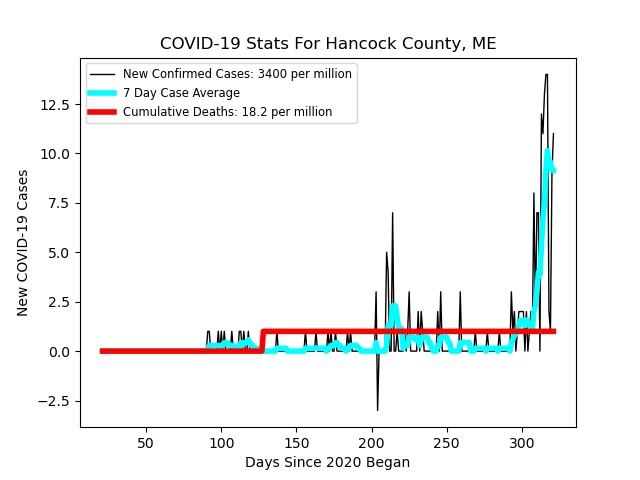 COVID-19 Stats For Hancock County, ME
New Confirmed Cases: 3400 per million
7 Day Case Average
Cumulative Deaths: 18.2 per million
New COVID-19 Cases
12.5
10.0
7.5
5.0
2.5
0.0
−2.5
50 100 150 200 250 300
Days Since 2020 Began